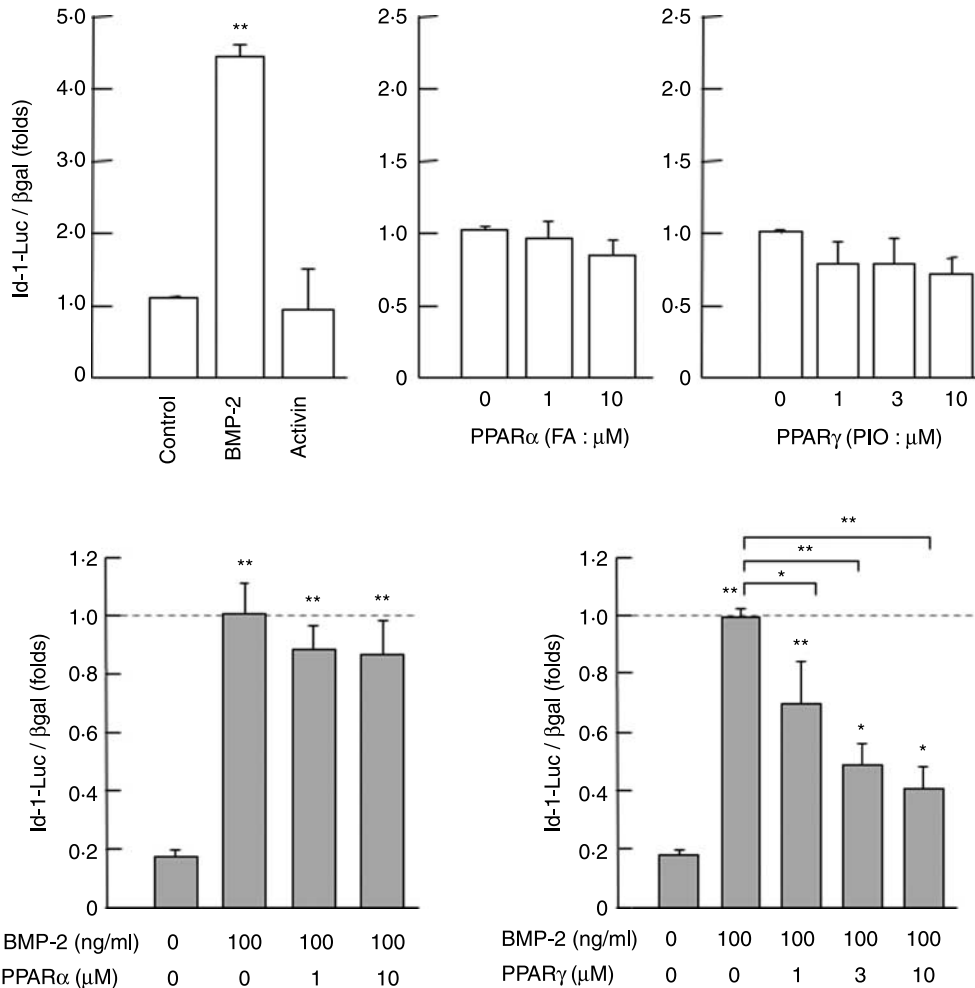 Id-1-Luc / βgal (folds)
5·0
4·0
3·0
2·0
1·0
0
**
Control
BMP-2
Activin
2·5
2·0
1·5
1·0
0·5
0
0 1 10
PPARα (FA : μM)
2·5
2·0
1·5
1·0
0·5
0
0 1 3 10
PPARγ (PIO : μM)
Id-1-Luc / βgal (folds)
1·2
1·0
0·8
0·6
0·4
0·2
0
** ** **
BMP-2 (ng/ml) 0 100 100 100
PPARα (μM) 0 0 1 10
Id-1-Luc / βgal (folds)
1·2
1·0
0·8
0·6
0·4
0·2
0
**
**
*
**
**
*
*
BMP-2 (ng/ml) 0 100 100 100 100
PPARγ (μM) 0 0 1 3 10